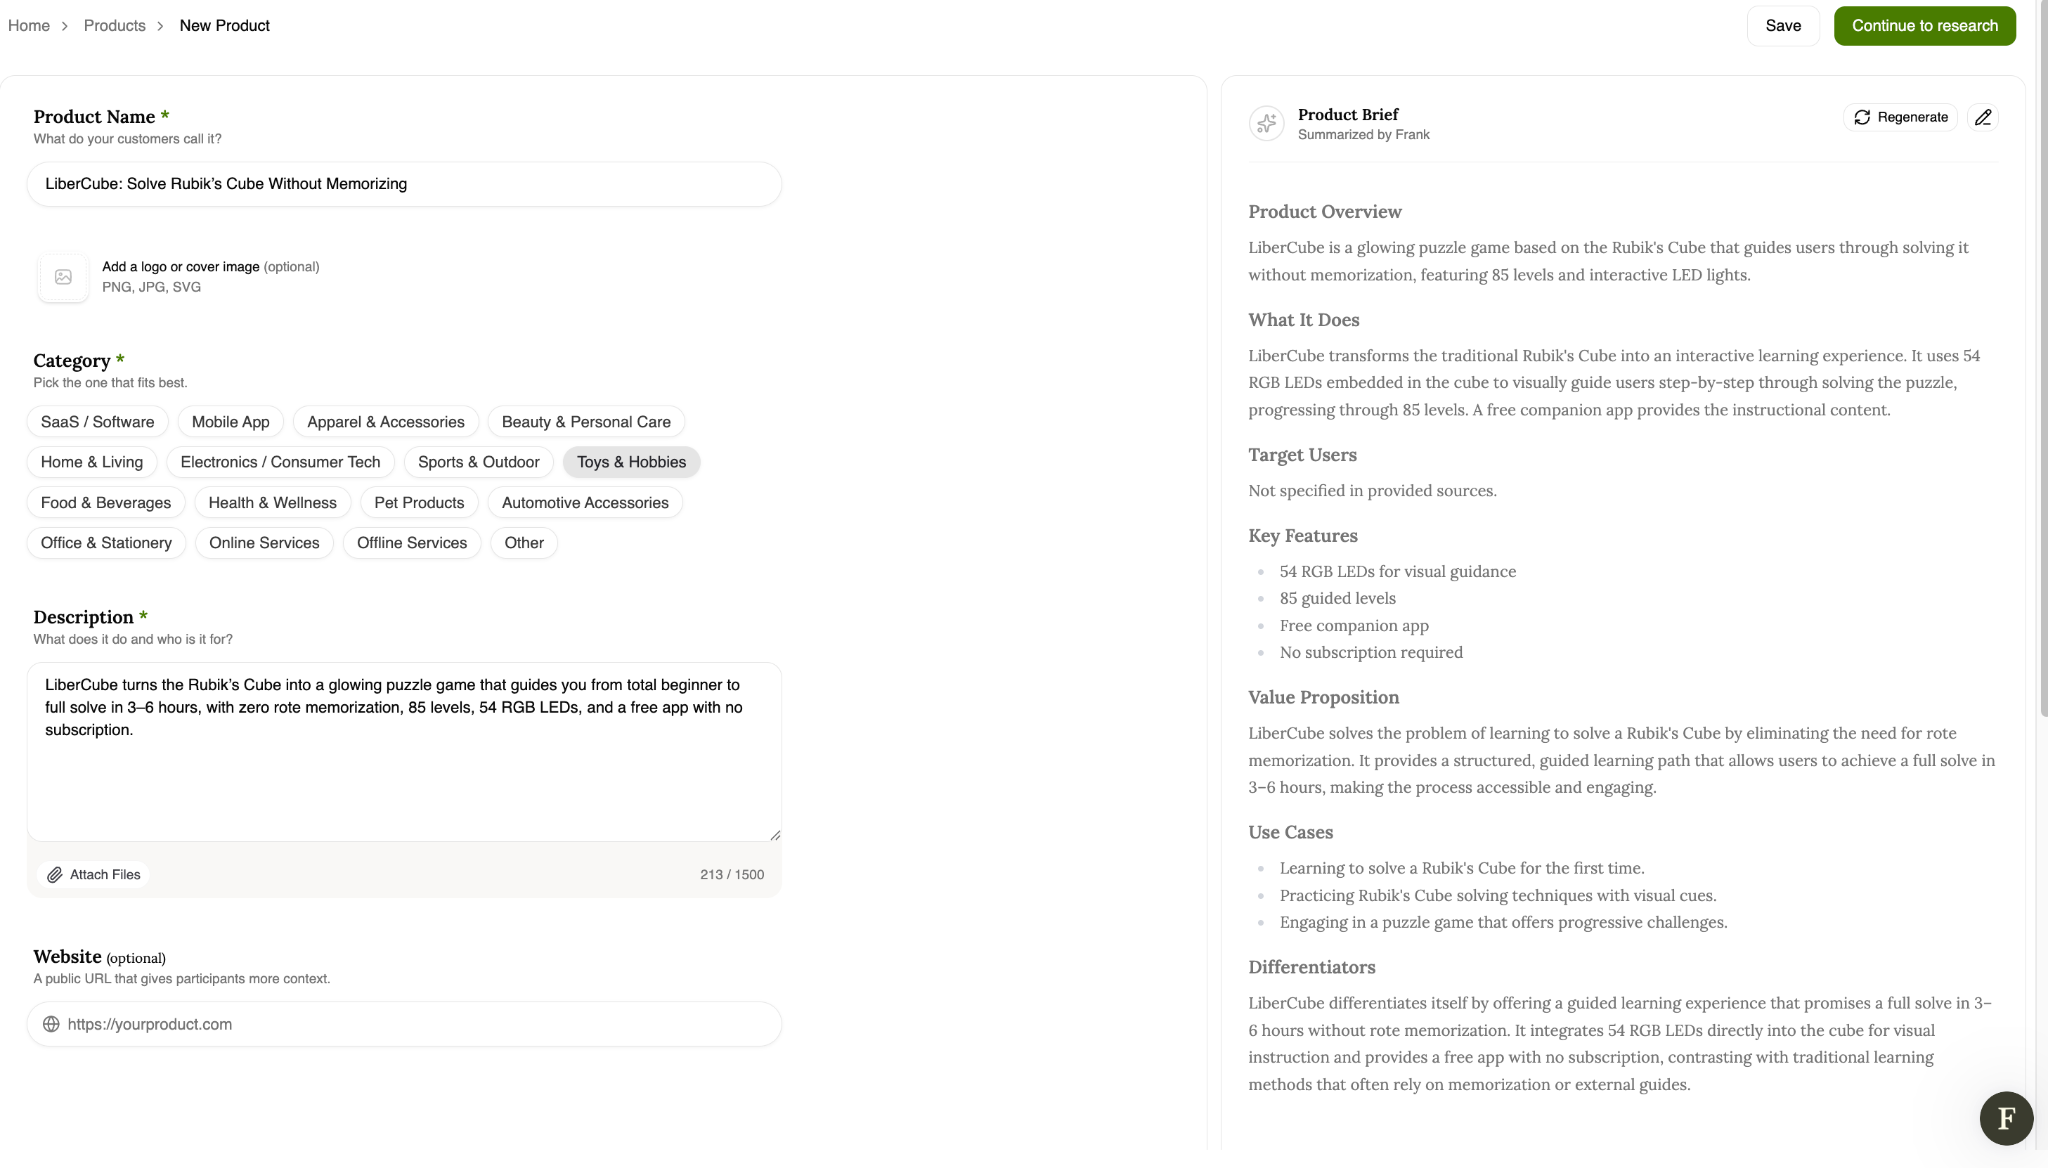 Home > Products > New Product
Save
Continue to research
Product Name *
What do your customers call it?
LiberCube: Solve Rubik’s Cube Without Memorizing
Add a logo or cover image (optional)
PNG, JPG, SVG
Category *
Pick the one that fits best.
SaaS / Software
Mobile App
Apparel & Accessories
Beauty & Personal Care
Home & Living
Electronics / Consumer Tech
Sports & Outdoor
Toys & Hobbies
Food & Beverages
Health & Wellness
Pet Products
Automotive Accessories
Office & Stationery
Online Services
Offline Services
Other
Description *
What does it do and who is it for?
LiberCube turns the Rubik’s Cube into a glowing puzzle game that guides you from total beginner to
full solve in 3–6 hours, with zero rote memorization, 85 levels, 54 RGB LEDs, and a free app with no
subscription.
Attach Files
213 / 1500
Website (optional)
A public URL that gives participants more context.
https://yourproduct.com
Product Brief
Summarized by Frank
Regenerate
Product Overview
LiberCube is a glowing puzzle game based on the Rubik's Cube that guides users through solving it
without memorization, featuring 85 levels and interactive LED lights.
What It Does
LiberCube transforms the traditional Rubik's Cube into an interactive learning experience. It uses 54
RGB LEDs embedded in the cube to visually guide users step-by-step through solving the puzzle,
progressing through 85 levels. A free companion app provides the instructional content.
Target Users
Not specified in provided sources.
Key Features
54 RGB LEDs for visual guidance
85 guided levels
Free companion app
No subscription required
Value Proposition
LiberCube solves the problem of learning to solve a Rubik's Cube by eliminating the need for rote
memorization. It provides a structured, guided learning path that allows users to achieve a full solve in
3–6 hours, making the process accessible and engaging.
Use Cases
Learning to solve a Rubik's Cube for the first time.
Practicing Rubik's Cube solving techniques with visual cues.
Engaging in a puzzle game that offers progressive challenges.
Differentiators
LiberCube differentiates itself by offering a guided learning experience that promises a full solve in 3–
6 hours without rote memorization. It integrates 54 RGB LEDs directly into the cube for visual
instruction and provides a free app with no subscription, contrasting with traditional learning
methods that often rely on memorization or external guides.
F